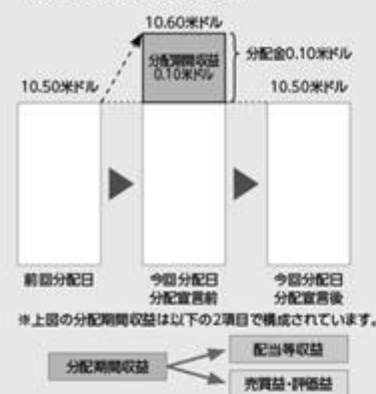 10.60米ドル
分配期間収益
0.10米ドル
分配金0.10米ドル
10.50米ドル
10.50米ドル
前回分配日
今回分配日
分配宣言前
今回分配日
分配宣言後
※上図の分配期間収益は以下の2項目で構成されています。
分配期間収益
配当等収益
売買益・評価益